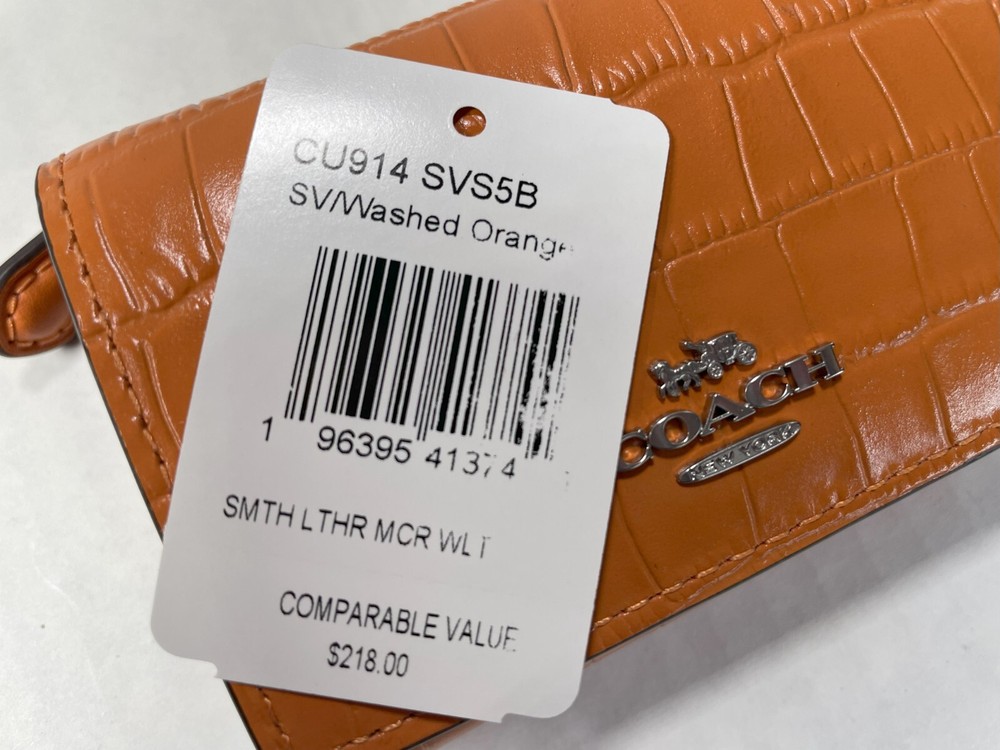 CU914 SVS5B
SV/Washed Orange
1 96395 41374
SMTH LTHR MCR WLT
COMPARABLE VALUE
$218.00
COACH
NEW YORK